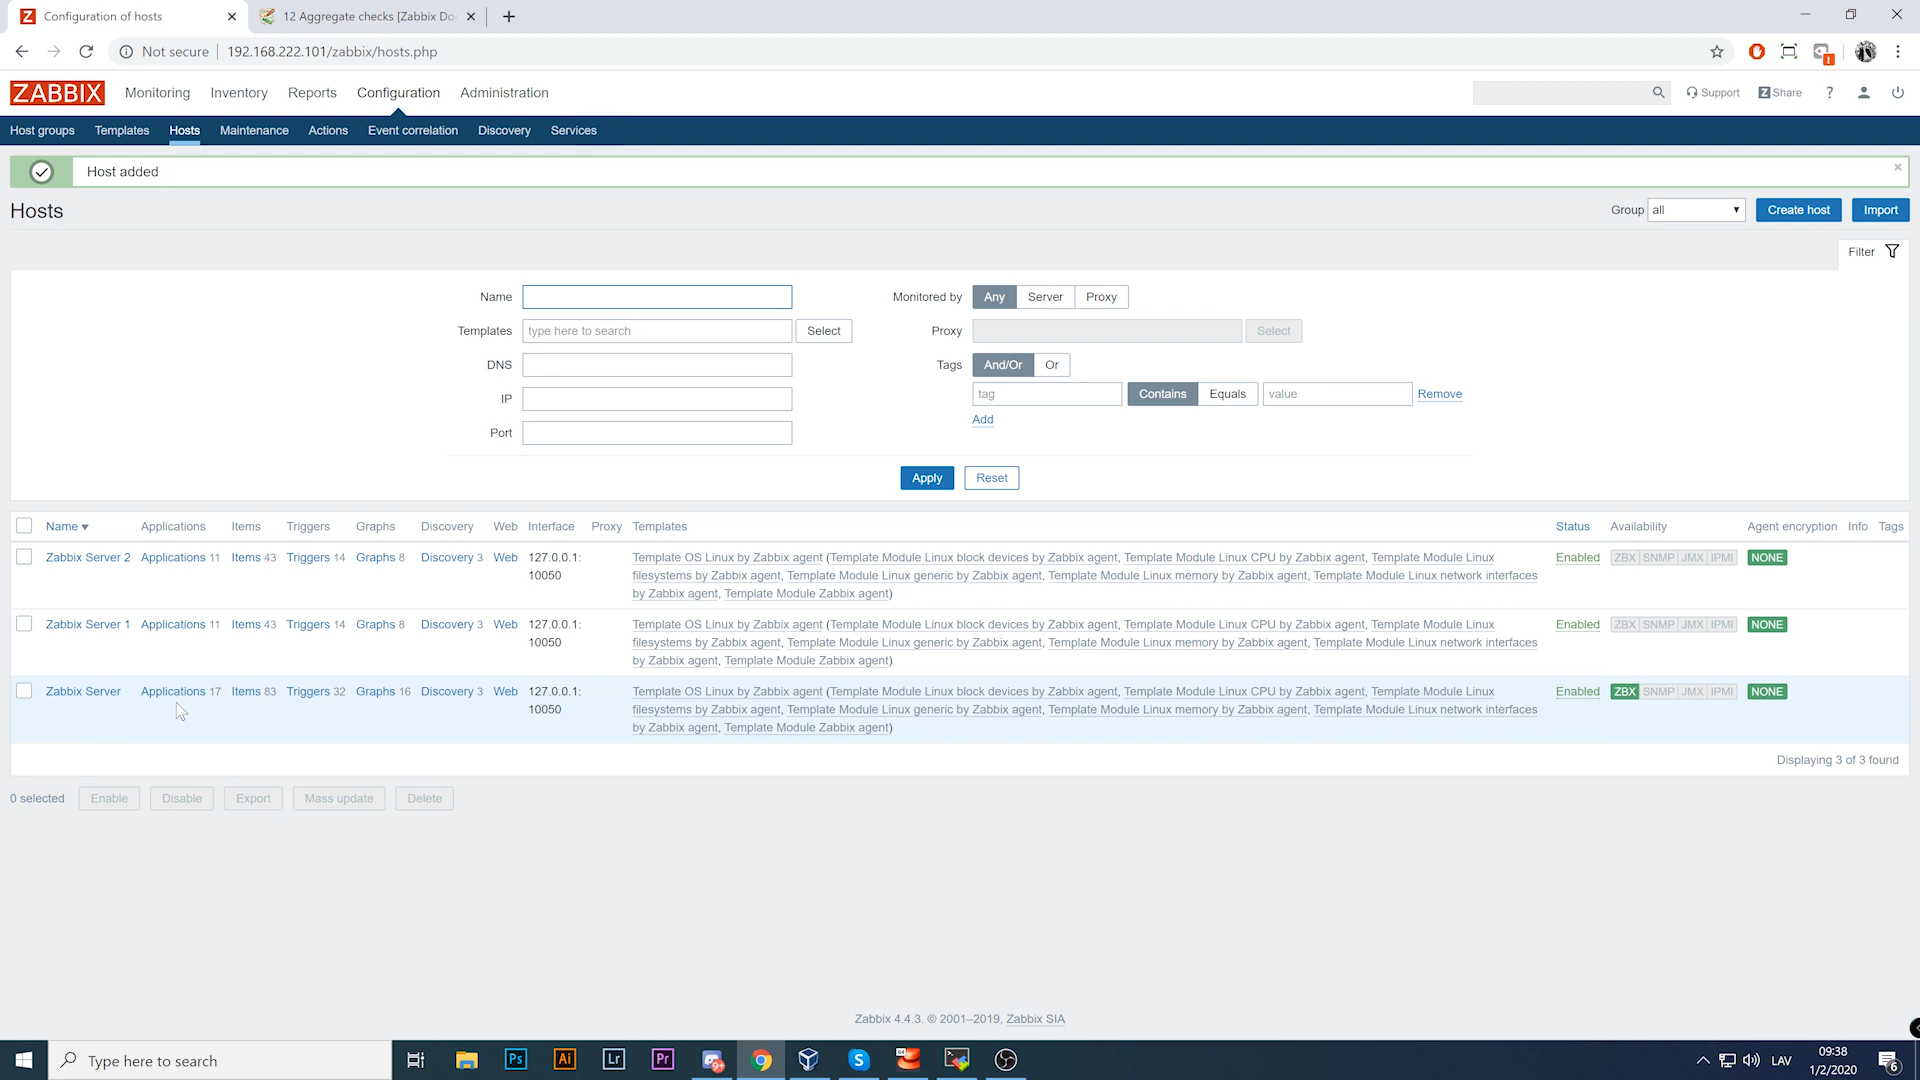 Configuration of hosts
12 Aggregate checks [Zabbix Do
Not secure
192.168.222.101/zabbix/hosts.php
ZABBIX
Monitoring
Inventory
Reports
Configuration
Administration
Support
Share
?
Host groups
Templates
Hosts
Maintenance
Actions
Event correlation
Discovery
Services
Host added
Hosts
Group
all
Create host
Import
Filter
Name
Monitored by
Any
Server
Proxy
Templates
type here to search
Select
Proxy
Select
DNS
Tags
And/Or
Or
IP
tag
Contains
Equals
value
Remove
Add
Port
Apply
Reset
Name
Applications
Items
Triggers
Graphs
Discovery
Web
Interface
Proxy
Templates
Status
Availability
Agent encryption
Info
Tags
Zabbix Server 2
Applications 11
Items 43
Triggers 14
Graphs 8
Discovery 3
Web
127.0.0.1:
10050
Template OS Linux by Zabbix agent (Template Module Linux block devices by Zabbix agent, Template Module Linux CPU by Zabbix agent, Template Module Linux
filesystems by Zabbix agent, Template Module Linux generic by Zabbix agent, Template Module Linux memory by Zabbix agent, Template Module Linux network interfaces
by Zabbix agent, Template Module Zabbix agent)
Enabled
ZBX SNMP JMX IPMI
NONE
Zabbix Server 1
Applications 11
Items 43
Triggers 14
Graphs 8
Discovery 3
Web
127.0.0.1:
10050
Template OS Linux by Zabbix agent (Template Module Linux block devices by Zabbix agent, Template Module Linux CPU by Zabbix agent, Template Module Linux
filesystems by Zabbix agent, Template Module Linux generic by Zabbix agent, Template Module Linux memory by Zabbix agent, Template Module Linux network interfaces
by Zabbix agent, Template Module Zabbix agent)
Enabled
ZBX SNMP JMX IPMI
NONE
Zabbix Server
Applications 17
Items 83
Triggers 32
Graphs 16
Discovery 3
Web
127.0.0.1:
10050
Template OS Linux by Zabbix agent (Template Module Linux block devices by Zabbix agent, Template Module Linux CPU by Zabbix agent, Template Module Linux
filesystems by Zabbix agent, Template Module Linux generic by Zabbix agent, Template Module Linux memory by Zabbix agent, Template Module Linux network interfaces
by Zabbix agent, Template Module Zabbix agent)
Enabled
ZBX SNMP JMX IPMI
NONE
Displaying 3 of 3 found
0 selected
Enable
Disable
Export
Mass update
Delete
Zabbix 4.4.3. © 2001–2019, Zabbix SIA
Type here to search
Ps
Ai
Lr
Pr
9+
S
64
LAV
09:38
1/2/2020
6